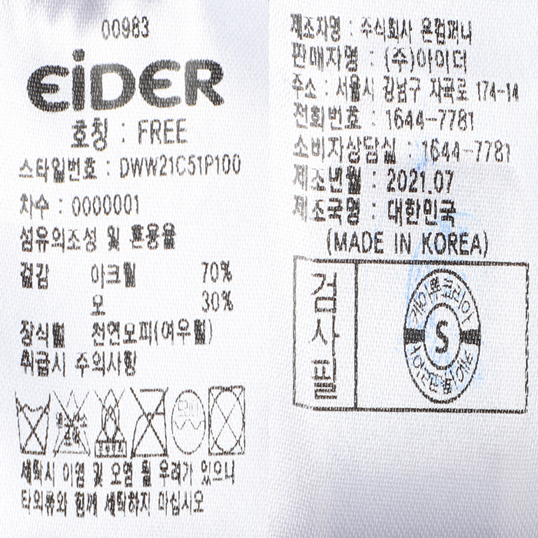 00983
EiDER
호칭 : FREE
스타일번호 : DWW21C51P100
차수 : 0000001
섬유의조성 및 혼용율
겉감 아크릴 70%
모 30%
장식털 천연모피(여우털)
취급시 주의사항
세탁시 이염 및 오염 될 우려가 있으니
타의류와 함께 세탁하지 마십시오
제조자명 : 주식회사 온컴퍼니
판매자명 : (주)아이더
주소 : 서울시 강남구 자곡로 174-14
전화번호 : 1644-7781
소비자상담실 : 1644-7781
제조년월 : 2021.07
제조국명 : 대한민국
(MADE IN KOREA)
검사필
S